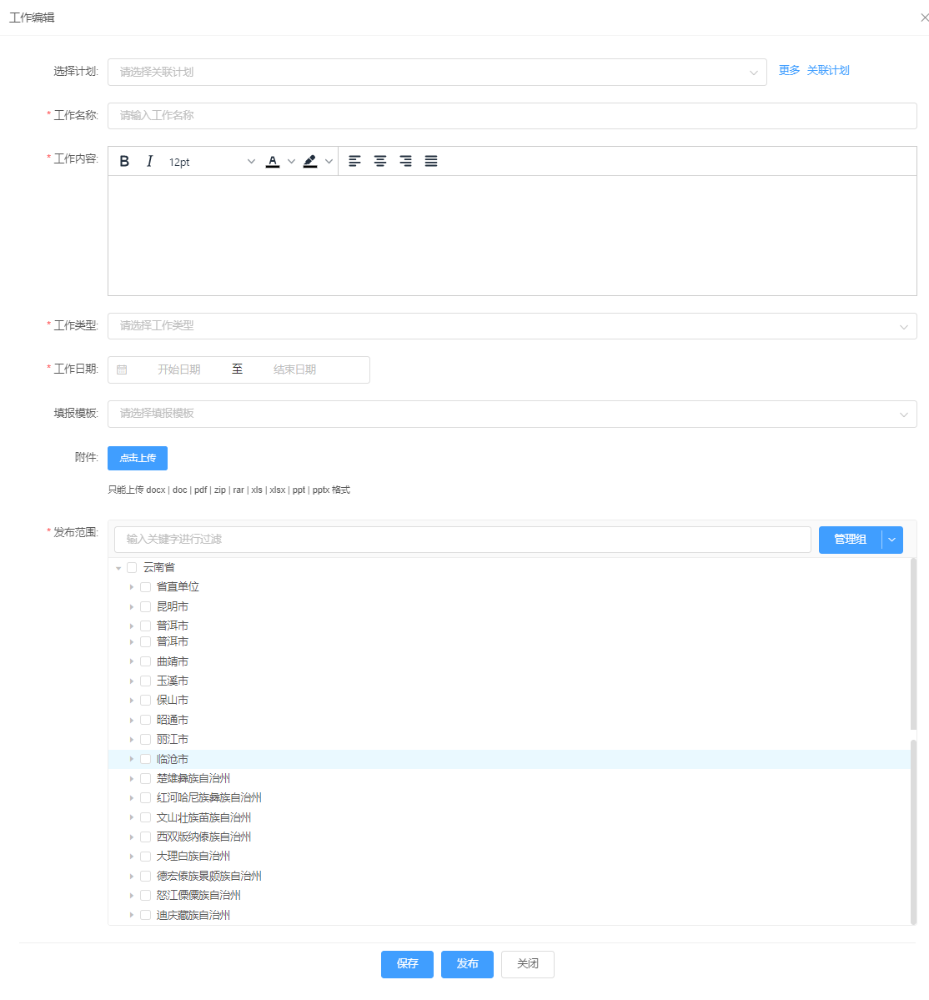 工作编辑
选择计划: 请选择关联计划 更多 关联计划
* 工作名称: 请输入工作名称
* 工作内容: B I 12pt A
* 工作类型: 请选择工作类型
* 工作日期: 开始日期 至 结束日期
填报模板: 请选择填报模板
附件: 点击上传
只能上传 docx | doc | pdf | zip | rar | xls | xlsx | ppt | pptx 格式
* 发布范围: 输入关键字进行过滤 管理组
云南省
省直单位
昆明市
普洱市
普洱市
曲靖市
玉溪市
保山市
昭通市
丽江市
临沧市
楚雄彝族自治州
红河哈尼族彝族自治州
文山壮族苗族自治州
西双版纳傣族自治州
大理白族自治州
德宏傣族景颇族自治州
怒江傈僳族自治州
迪庆藏族自治州
保存 发布 关闭